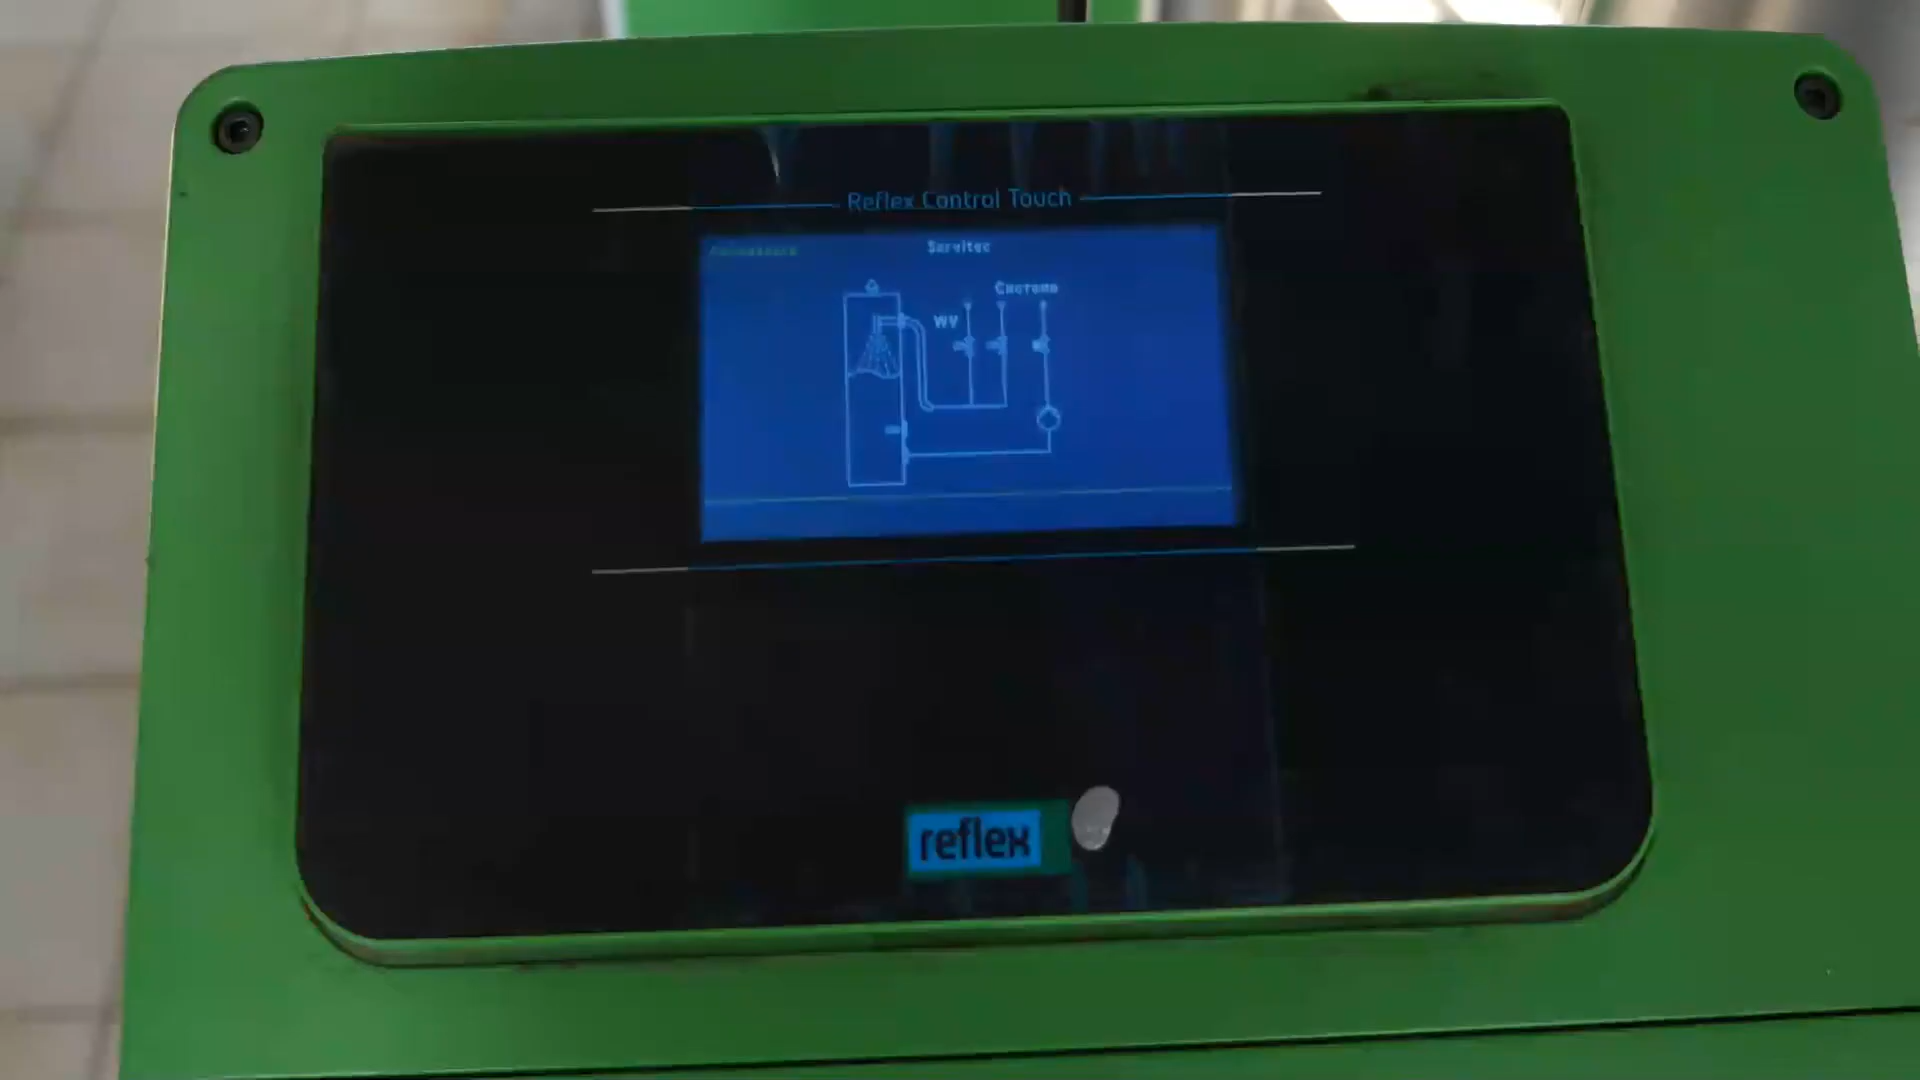 Reflex Control Touch
Servitec
Система
WV
reflex